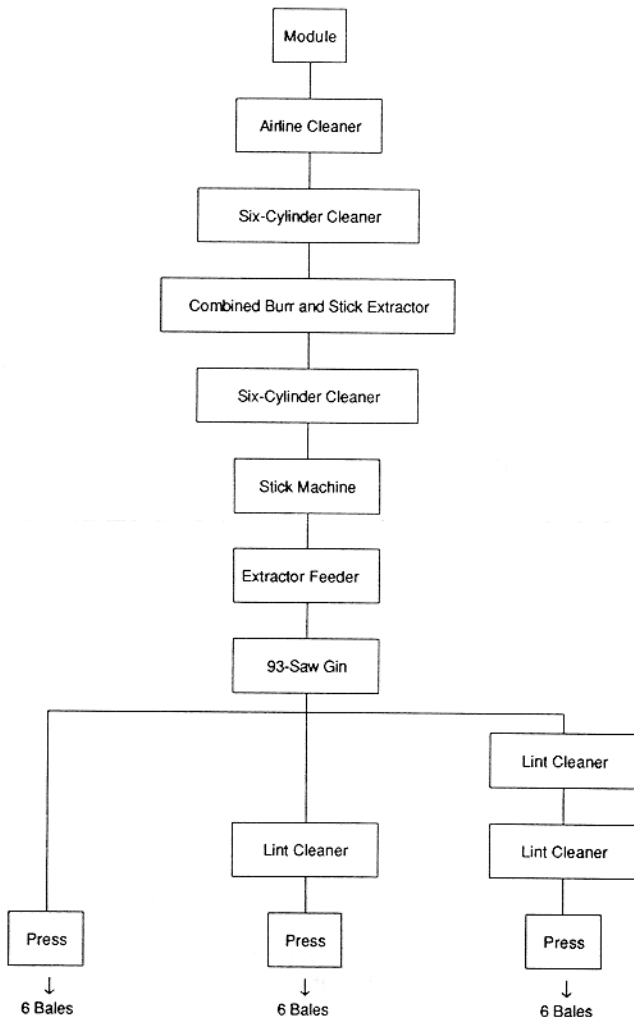 Module
Airline Cleaner
Six-Cylinder Cleaner
Combined Burr and Stick Extractor
Six-Cylinder Cleaner
Stick Machine
Extractor Feeder
93-Saw Gin
Lint Cleaner
Lint Cleaner
Lint Cleaner
Press
Press
Press
↓
↓
↓
6 Bales
6 Bales
6 Bales